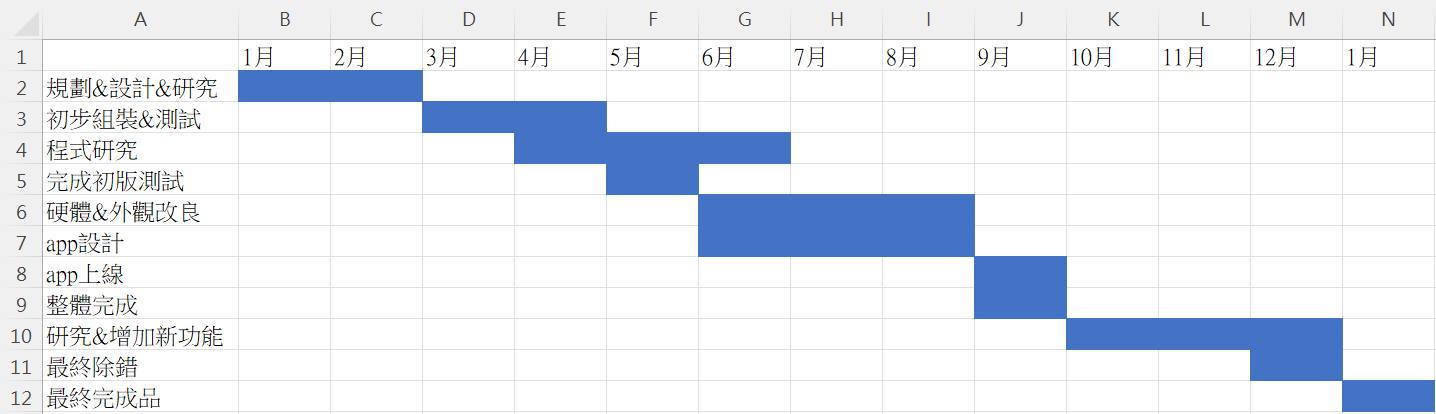 A B C D E F G H I J K L M N
1 1月 2月 3月 4月 5月 6月 7月 8月 9月 10月 11月 12月 1月
2 規劃&設計&研究
3 初步組裝&測試
4 程式研究
5 完成初版測試
6 硬體&外觀改良
7 app設計
8 app上線
9 整體完成
10 研究&增加新功能
11 最終除錯
12 最終完成品